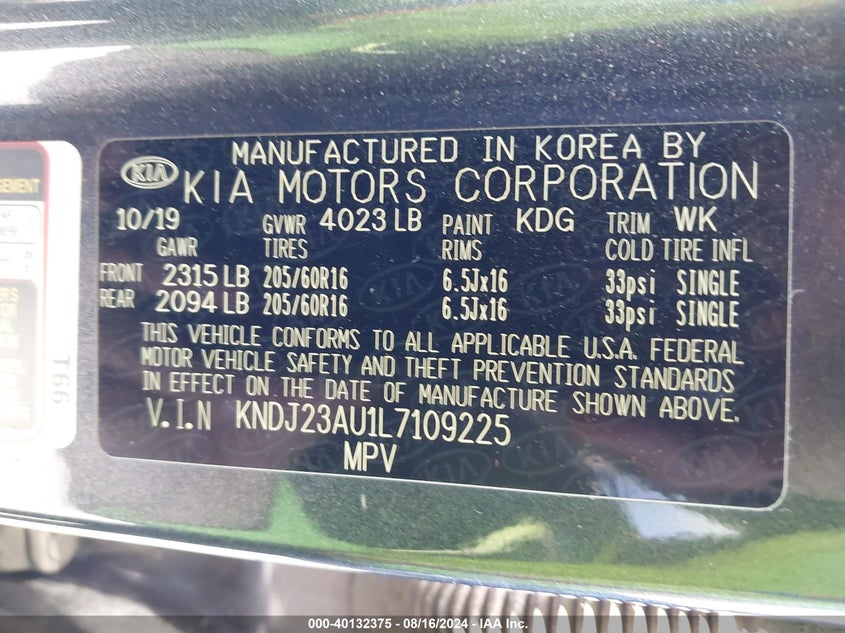 MANUFACTURED IN KOREA BY
KIA KIA MOTORS CORPORATION
10/19 GVWR 4023 LB PAINT KDG TRIM WK
GAWR TIRES RIMS COLD TIRE INFL
FRONT 2315 LB 205/60R16 6.5Jx16 33psi SINGLE
REAR 2094 LB 205/60R16 6.5Jx16 33psi SINGLE
THIS VEHICLE CONFORMS TO ALL APPLICABLE U.S.A. FEDERAL
MOTOR VEHICLE SAFETY AND THEFT PREVENTION STANDARDS
IN EFFECT ON THE DATE OF MANUFACTURE SHOWN ABOVE.
V.I.N KNDJ23AU1L7109225
MPV
T66
000-40132375 - 08/16/2024 - IAA Inc.